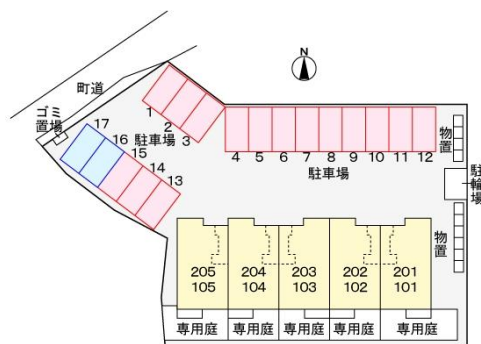 N
町道
ゴミ
置場
17
16
15
14
13
駐車場
1
2
3
4 5 6 7 8 9 10 11 12
駐車場
物置
駐輪場
物置
205 204 203 202 201
105 104 103 102 101
専用庭 専用庭 専用庭 専用庭 専用庭